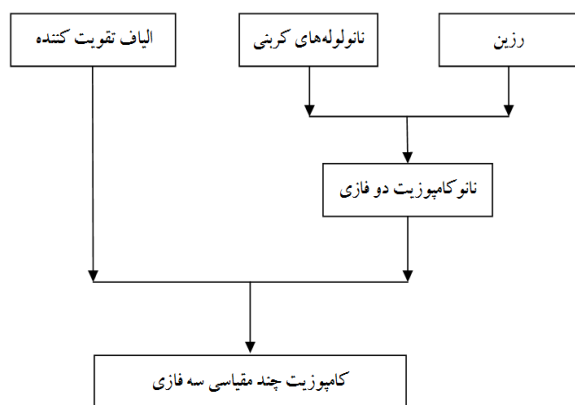 رزین
نانولوله‌های کربنی
الیاف تقویت کننده
نانوکامپوزیت دو فازی
کامپوزیت چند مقیاسی سه فازی